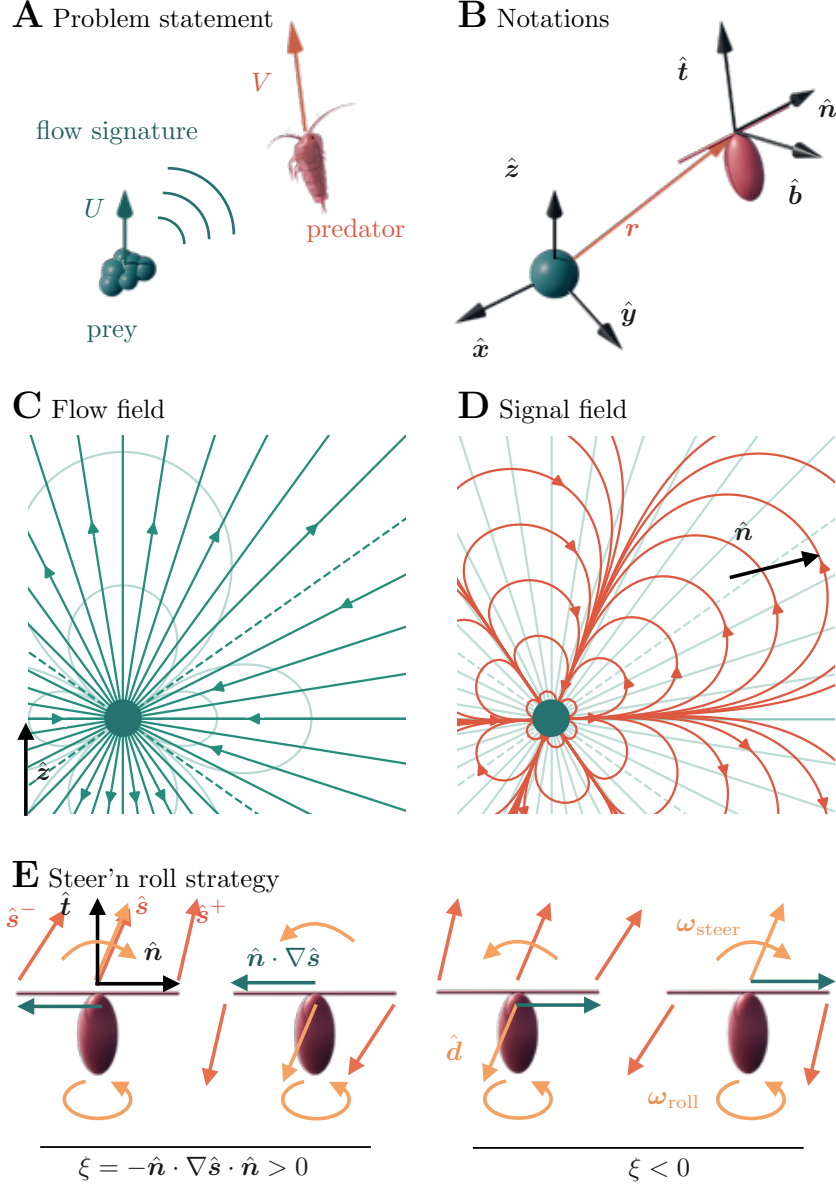 A Problem statement
V
flow signature
U
predator
prey
B Notations
t̂
n̂
ẑ
b̂
r
ŷ
x̂
C Flow field
ẑ
D Signal field
n̂
E Steer'n roll strategy
ŝ⁻ t̂ ŝ ŝ⁺
n̂
n̂ · ∇ŝ
ω_steer
d̂
ω_roll
ξ = −n̂ · ∇ŝ · n̂ > 0
ξ < 0